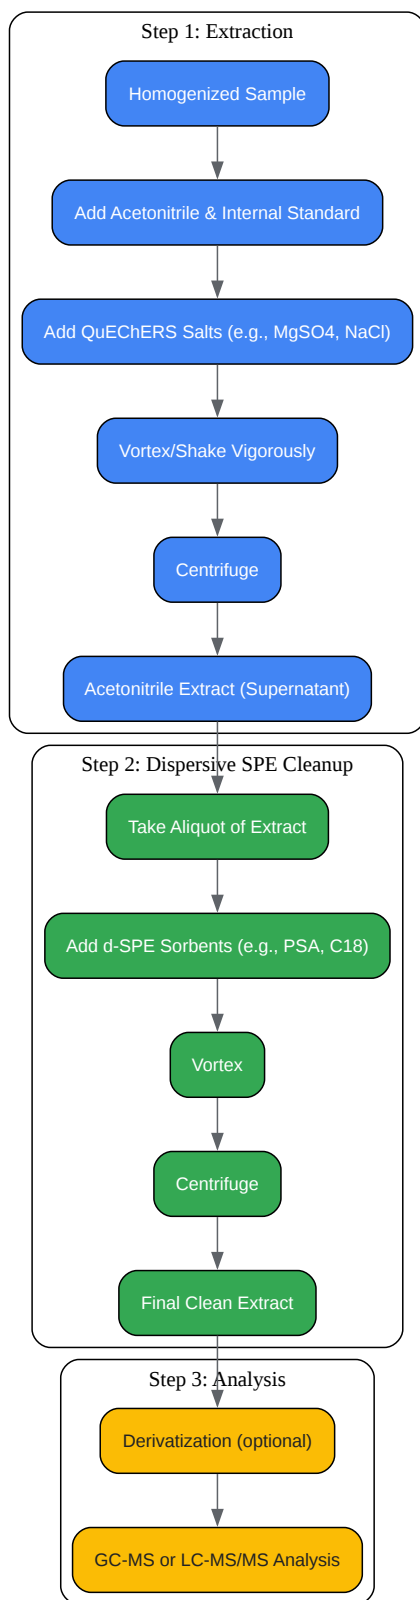 Step 1: Extraction
Homogenized Sample
Add Acetonitrile & Internal Standard
Add QuEChERS Salts (e.g., MgSO4, NaCl)
Vortex/Shake Vigorously
Centrifuge
Acetonitrile Extract (Supernatant)
Step 2: Dispersive SPE Cleanup
Take Aliquot of Extract
Add d-SPE Sorbents (e.g., PSA, C18)
Vortex
Centrifuge
Final Clean Extract
Step 3: Analysis
Derivatization (optional)
GC-MS or LC-MS/MS Analysis